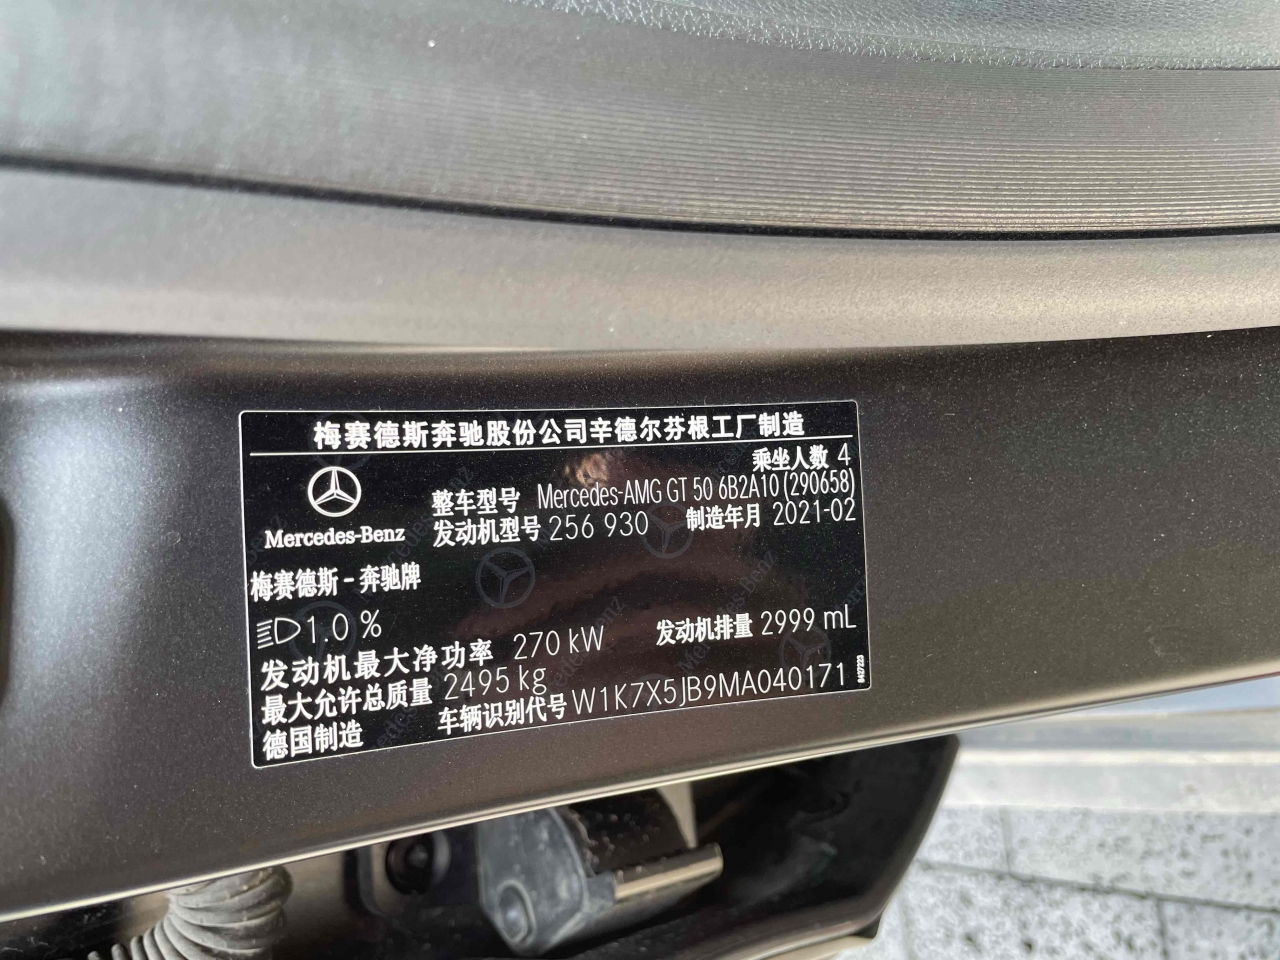 梅赛德斯奔驰股份公司辛德尔芬根工厂制造
乘坐人数 4
Mercedes-Benz
整车型号 Mercedes-AMG GT 50 6B2A10 (290658)
发动机型号 256 930 制造年月 2021-02
梅赛德斯-奔驰牌
1.0 %
发动机最大净功率 270 kW 发动机排量 2999 mL
最大允许总质量 2495 kg
德国制造 车辆识别代号 W1K7X5JB9MA040171